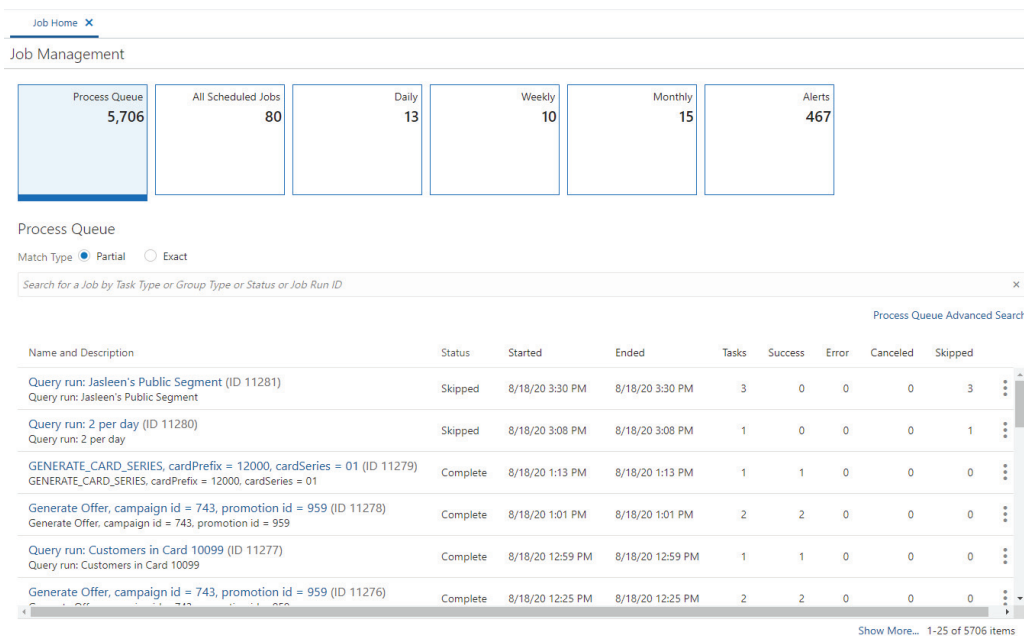 Job Home ✕
Job Management
Process Queue All Scheduled Jobs Daily Weekly Monthly Alerts
5,706 80 13 10 15 467
Process Queue
Match Type Partial Exact
Search for a Job by Task Type or Group Type or Status or Job Run ID ×
Process Queue Advanced Search
Name and Description Status Started Ended Tasks Success Error Canceled Skipped
Query run: Jasleen's Public Segment (ID 11281)
Query run: Jasleen's Public Segment
Skipped 8/18/20 3:30 PM 8/18/20 3:30 PM 3 0 0 0 3
Query run: 2 per day (ID 11280)
Query run: 2 per day
Skipped 8/18/20 3:08 PM 8/18/20 3:08 PM 1 0 0 0 1
GENERATE_CARD_SERIES, cardPrefix = 12000, cardSeries = 01 (ID 11279)
GENERATE_CARD_SERIES, cardPrefix = 12000, cardSeries = 01
Complete 8/18/20 1:13 PM 8/18/20 1:13 PM 1 1 0 0 0
Generate Offer, campaign id = 743, promotion id = 959 (ID 11278)
Generate Offer, campaign id = 743, promotion id = 959
Complete 8/18/20 1:01 PM 8/18/20 1:01 PM 2 2 0 0 0
Query run: Customers in Card 10099 (ID 11277)
Query run: Customers in Card 10099
Complete 8/18/20 12:59 PM 8/18/20 12:59 PM 1 1 0 0 0
Generate Offer, campaign id = 743, promotion id = 959 (ID 11276)
Complete 8/18/20 12:25 PM 8/18/20 12:25 PM 2 2 0 0 0
Show More... 1-25 of 5706 items